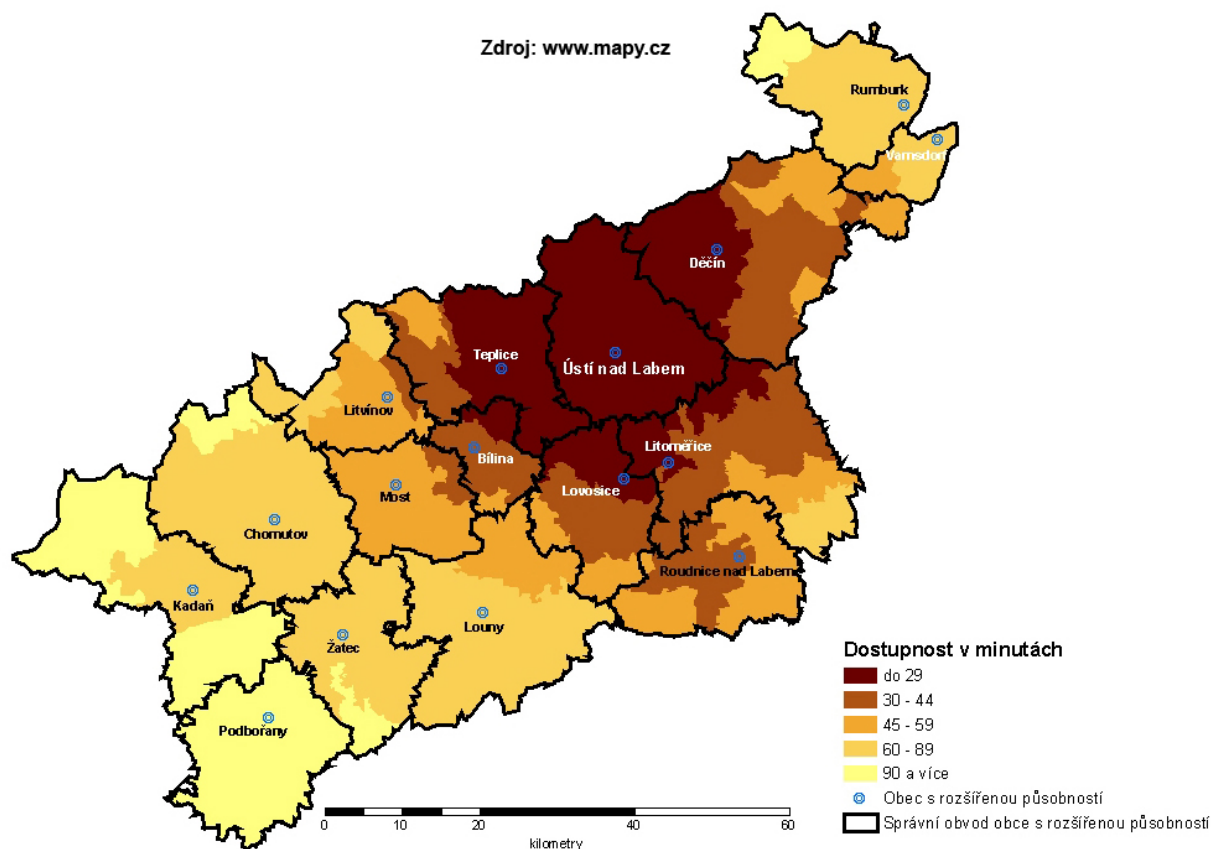 Zdroj: www.mapy.cz
Rumburk
Varnsdorf
Děčín
Teplice
Ústí nad Labem
Litvínov
Litoměřice
Bílina
Lovosice
Most
Chomutov
Roudnice nad Labem
Kadaň
Louny
Žatec
Podbořany
Dostupnost v minutách
do 29
30 - 44
45 - 59
60 - 89
90 a více
Obec s rozšířenou působností
Správní obvod obce s rozšířenou působností
0 10 20 40 60
kilometry